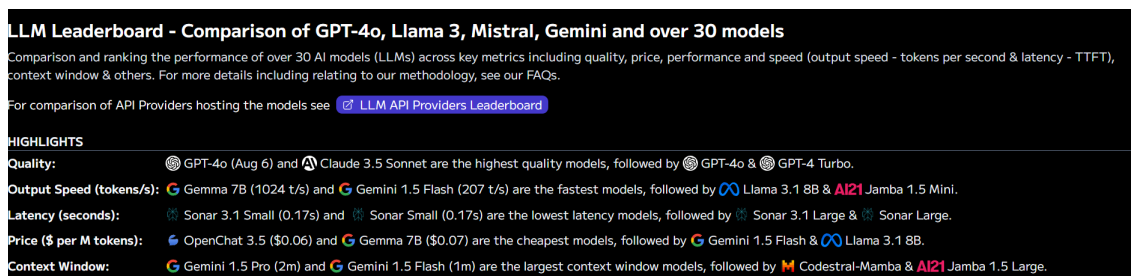 LLM Leaderboard - Comparison of GPT-4o, Llama 3, Mistral, Gemini and over 30 models
Comparison and ranking the performance of over 30 AI models (LLMs) across key metrics including quality, price, performance and speed (output speed - tokens per second & latency - TTFT),
context window & others. For more details including relating to our methodology, see our FAQs.
For comparison of API Providers hosting the models see LLM API Providers Leaderboard
HIGHLIGHTS
Quality: GPT-4o (Aug 6) and Claude 3.5 Sonnet are the highest quality models, followed by GPT-4o & GPT-4 Turbo.
Output Speed (tokens/s): Gemma 7B (1024 t/s) and Gemini 1.5 Flash (207 t/s) are the fastest models, followed by Llama 3.1 8B & AI21 Jamba 1.5 Mini.
Latency (seconds): Sonar 3.1 Small (0.17s) and Sonar Small (0.17s) are the lowest latency models, followed by Sonar 3.1 Large & Sonar Large.
Price ($ per M tokens): OpenChat 3.5 ($0.06) and Gemma 7B ($0.07) are the cheapest models, followed by Gemini 1.5 Flash & Llama 3.1 8B.
Context Window: Gemini 1.5 Pro (2m) and Gemini 1.5 Flash (1m) are the largest context window models, followed by Codestral-Mamba & AI21 Jamba 1.5 Large.